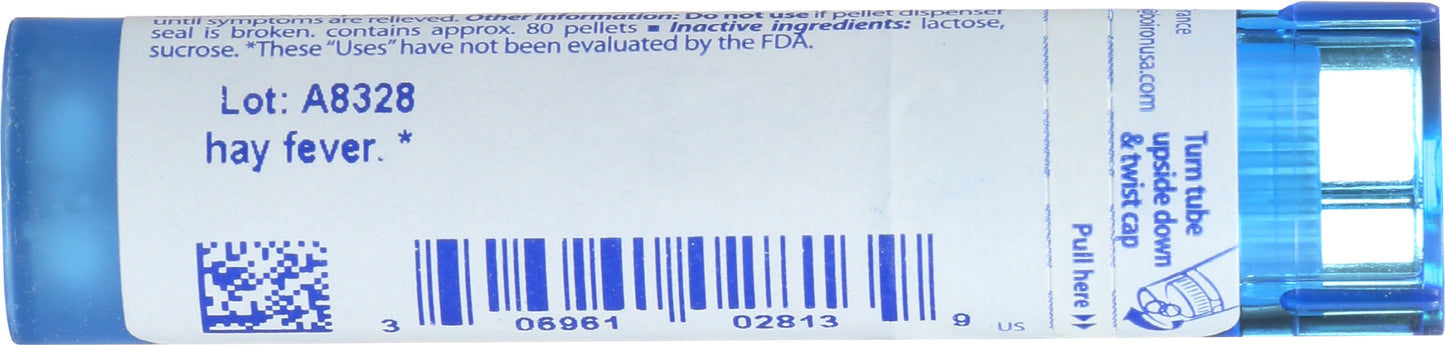 until symptoms are relieved. Other Information: Do not use if pellet dispenser
seal is broken. contains approx. 80 pellets ■ Inactive ingredients: lactose,
sucrose. *These “Uses” have not been evaluated by the FDA.
Lot: A8328
hay fever. *
3 06961 02813 9 US
@boironusa.com
Turn tube
upside down
& twist cap
Pull here